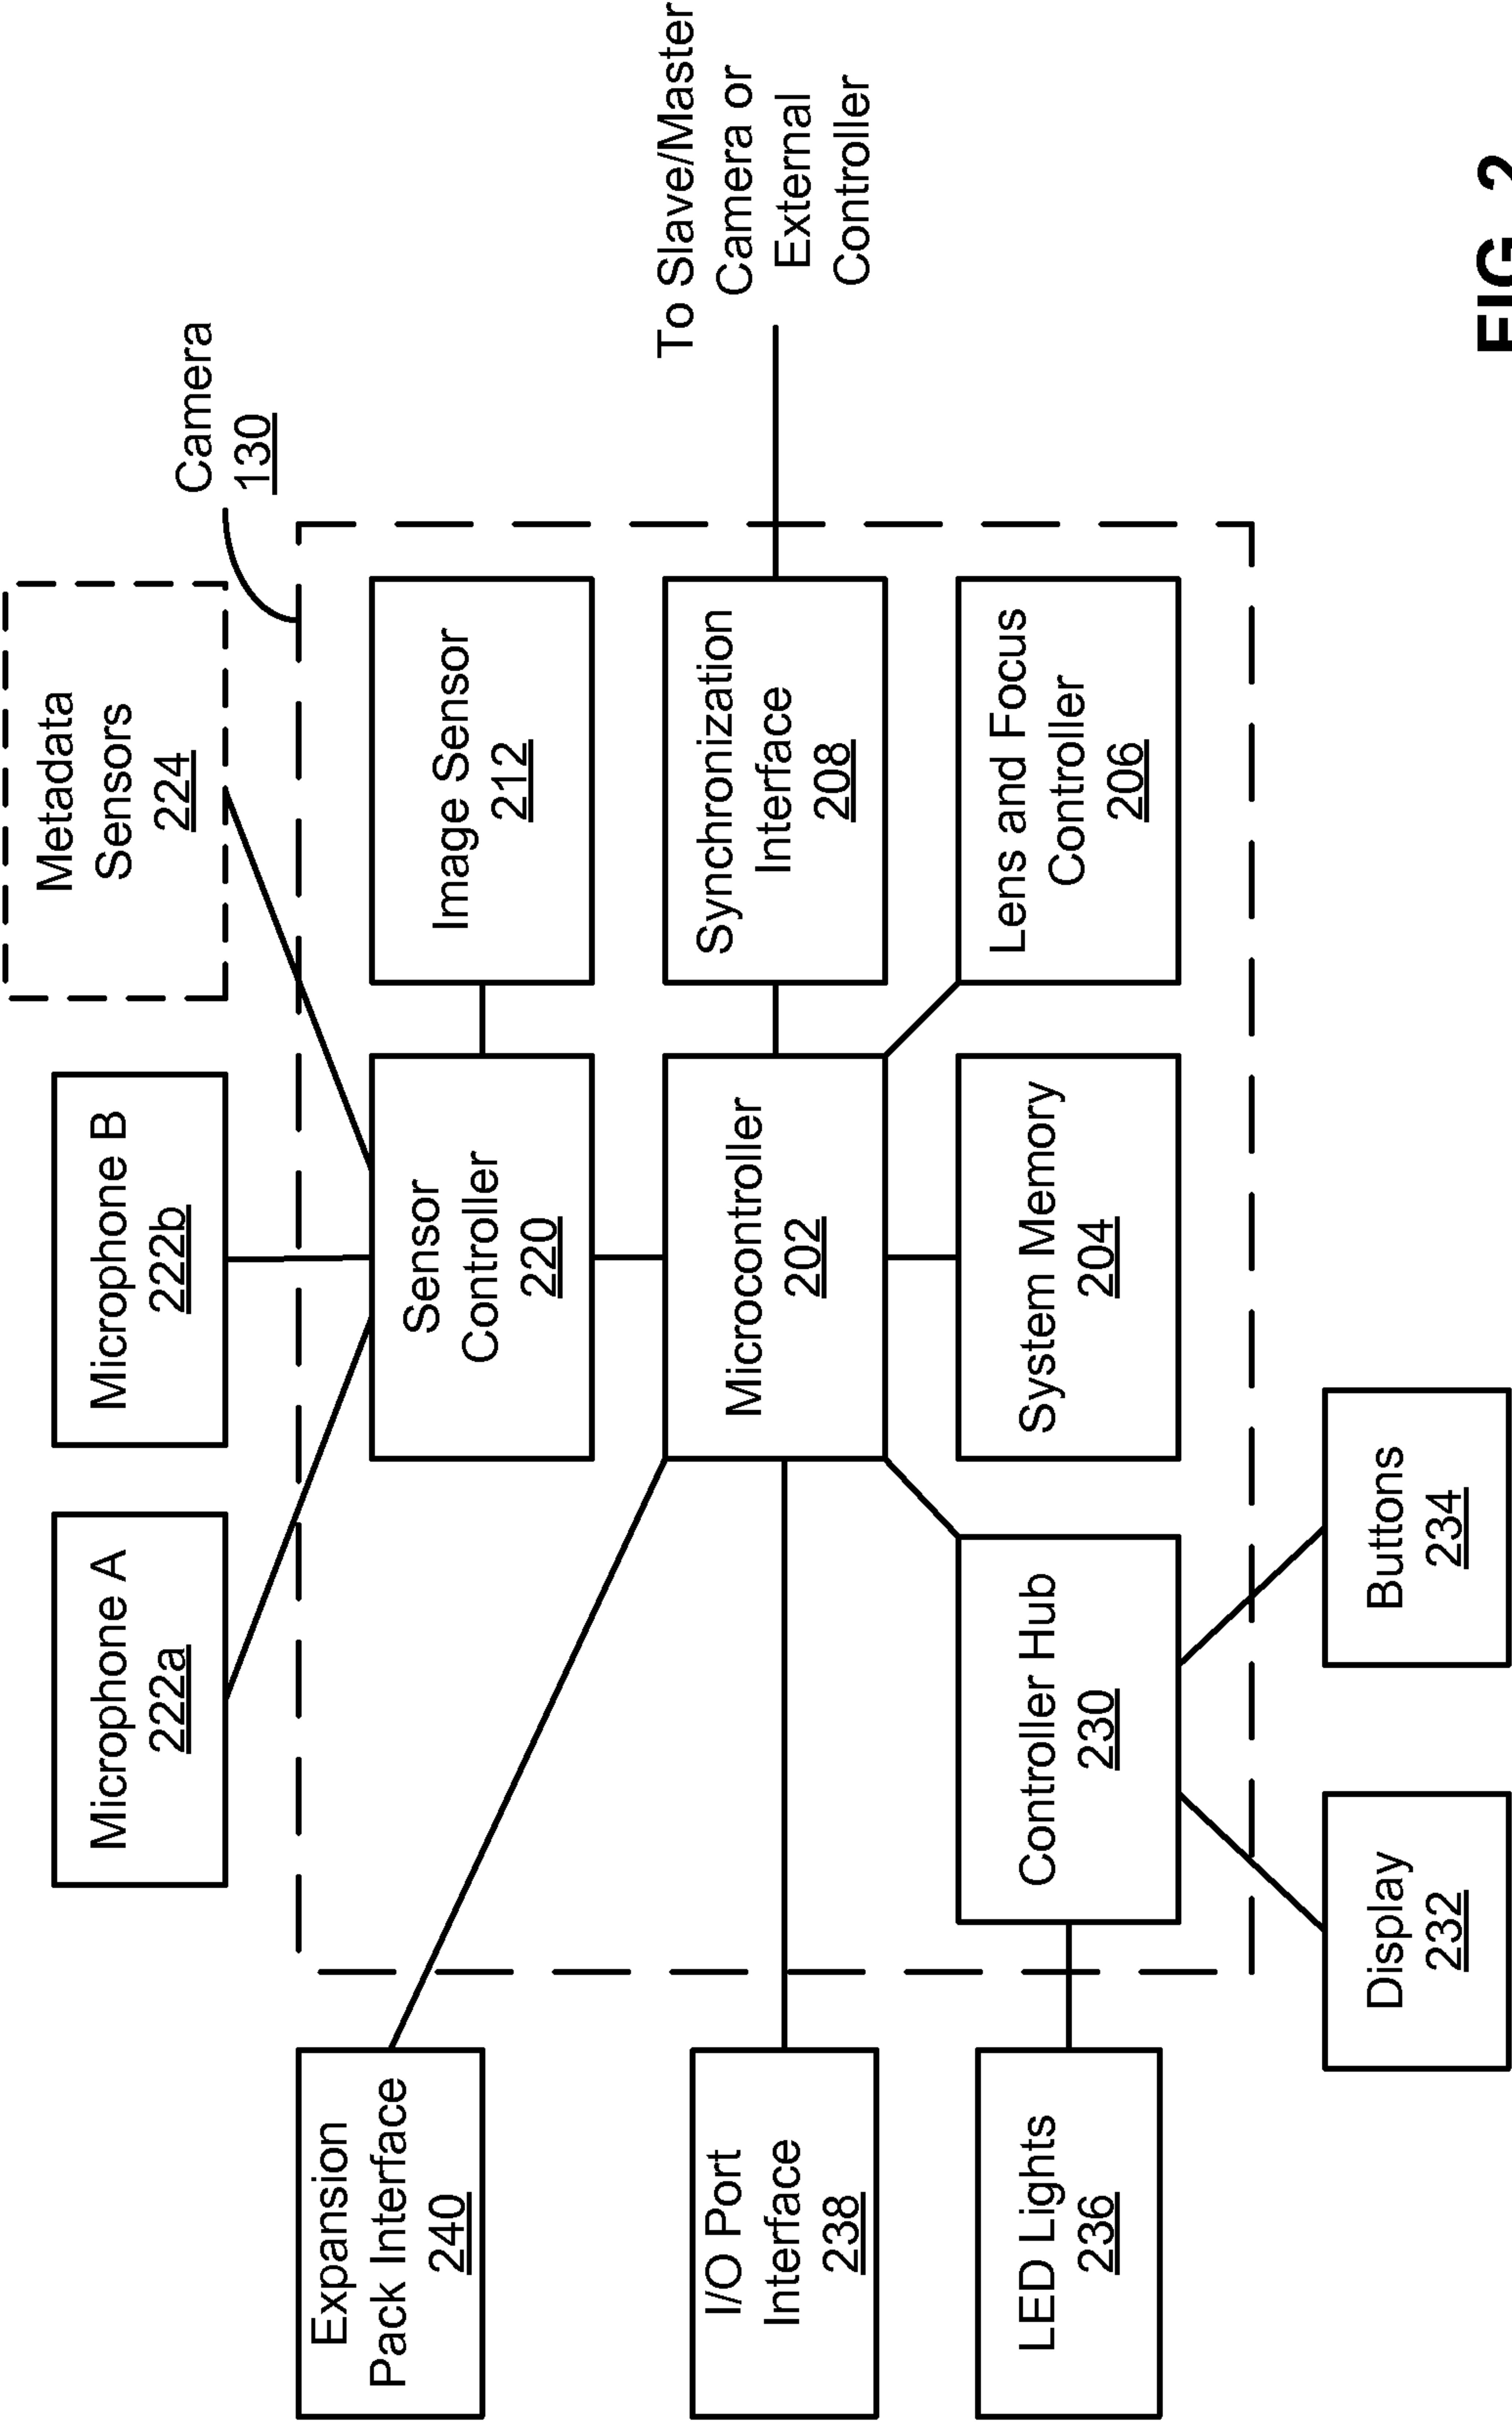 Microphone A
222a
Microphone B
222b
Metadata
Sensors
224
Camera
130
Expansion
Pack Interface
240
Sensor
Controller
220
Image Sensor
212
I/O Port
Interface
238
Microcontroller
202
Synchronization
Interface
208
To Slave/Master
Camera or
External
Controller
LED Lights
236
Controller Hub
230
System Memory
204
Lens and Focus
Controller
206
Display
232
Buttons
234
FIG. 2